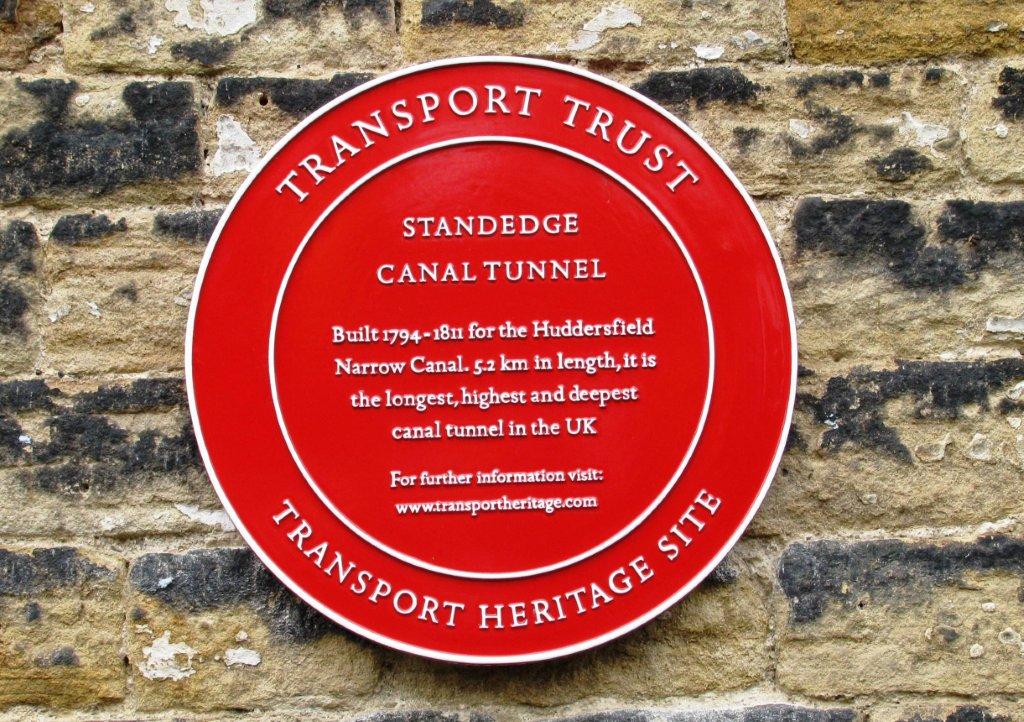 TRANSPORT TRUST
STANDEDGE
CANAL TUNNEL
Built 1794-1811 for the Huddersfield
Narrow Canal. 5.2 km in length, it is
the longest, highest and deepest
canal tunnel in the UK
For further information visit:
www.transportheritage.com
TRANSPORT HERITAGE SITE